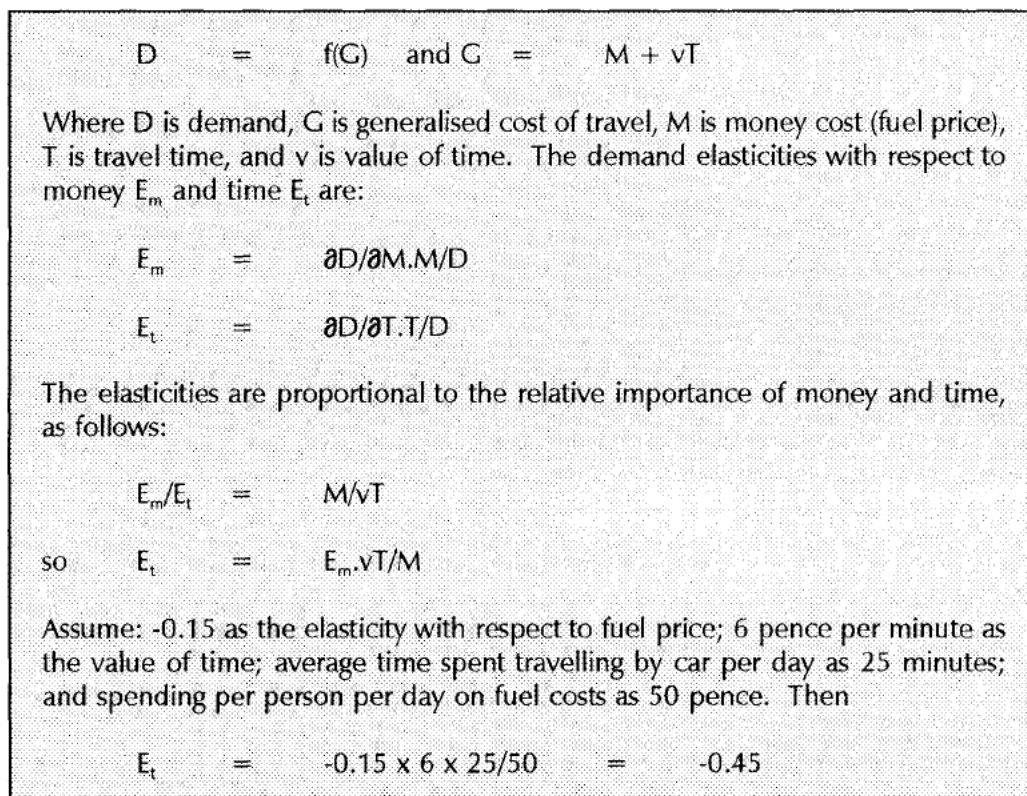 D = f(G) and G = M + vT
Where D is demand, G is generalised cost of travel, M is money cost (fuel price),
T is travel time, and v is value of time. The demand elasticities with respect to
money Eₘ and time Eₜ are:
Eₘ = ∂D/∂M.M/D
Eₜ = ∂D/∂T.T/D
The elasticities are proportional to the relative importance of money and time,
as follows:
Eₘ/Eₜ = M/vT
so Eₜ = Eₘ.vT/M
Assume: -0.15 as the elasticity with respect to fuel price; 6 pence per minute as
the value of time; average time spent travelling by car per day as 25 minutes;
and spending per person per day on fuel costs as 50 pence. Then
Eₜ = -0.15 x 6 x 25/50 = -0.45